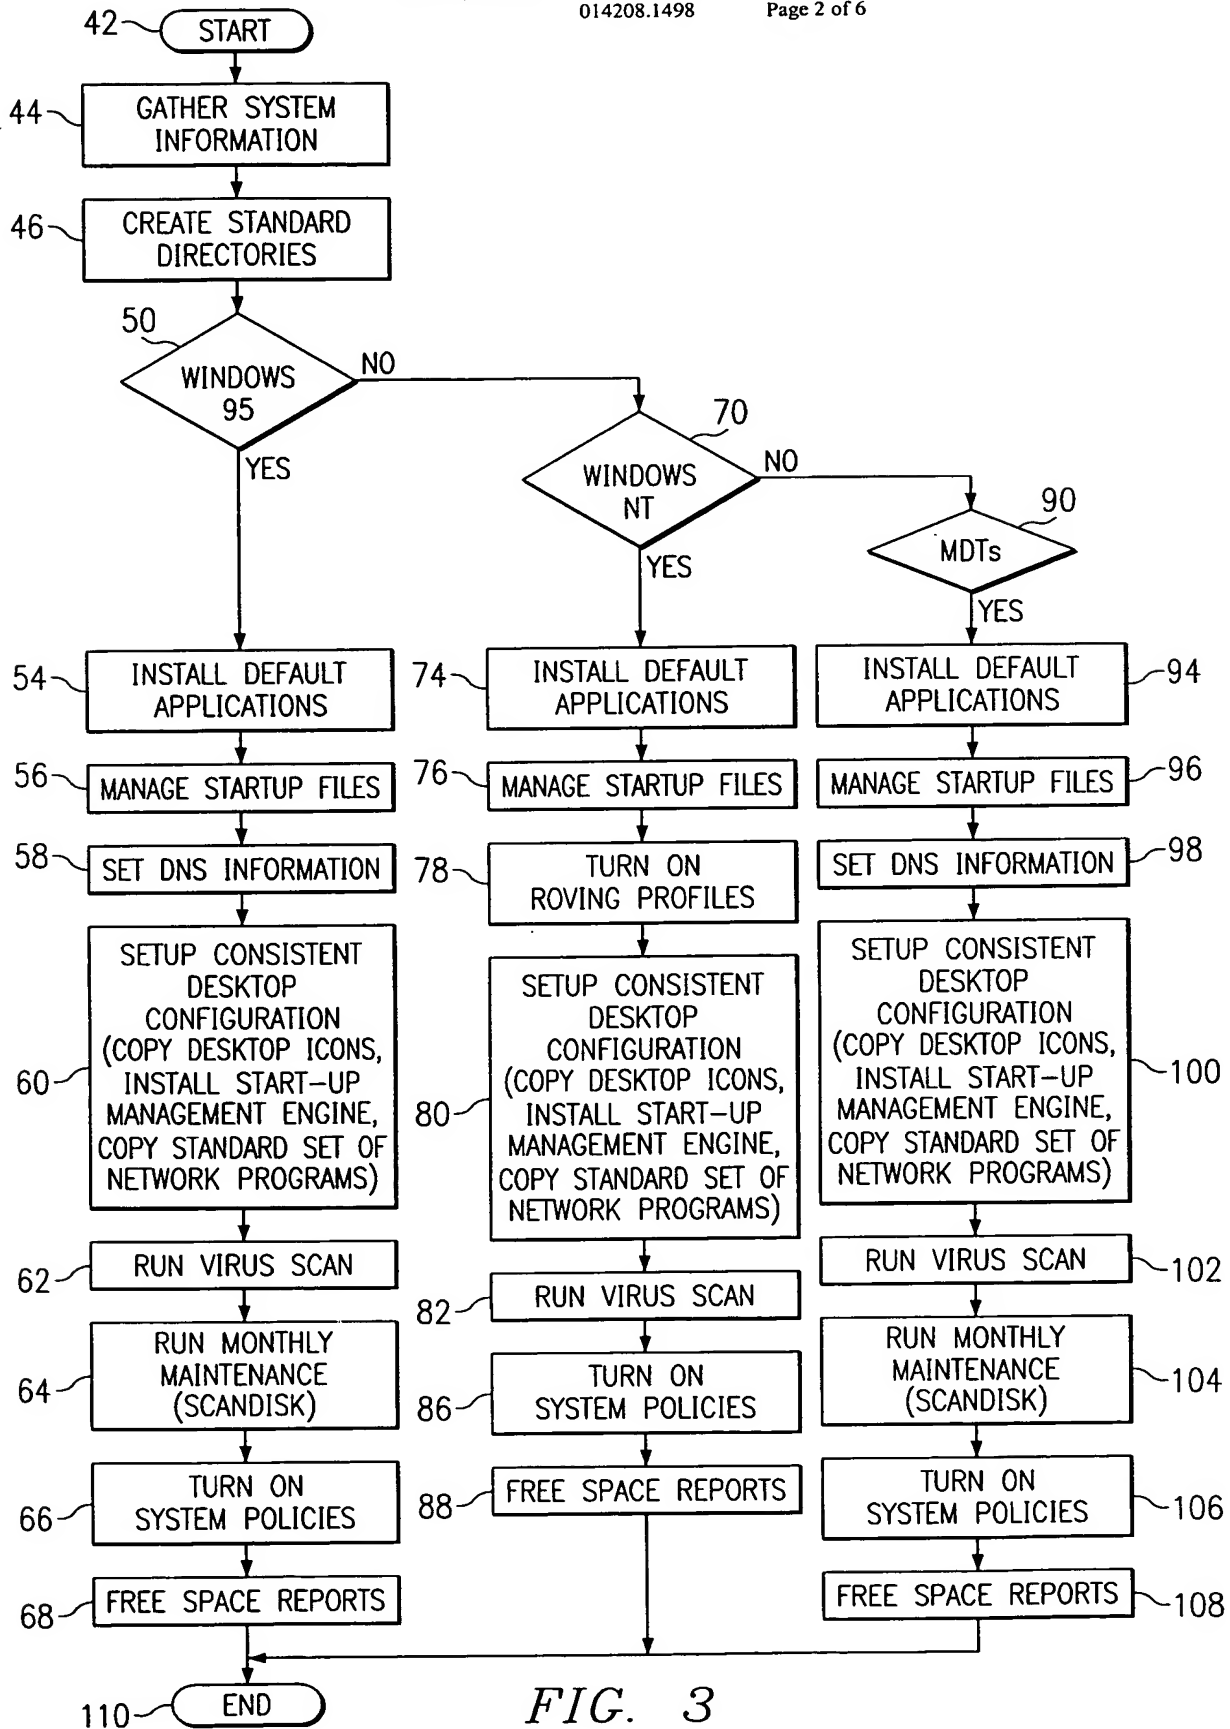 014208.1498 Page 2 of 6
42
START
44
GATHER SYSTEM
INFORMATION
46
CREATE STANDARD
DIRECTORIES
50
WINDOWS
95
NO
YES
70
WINDOWS
NT
NO
YES
90
MDTs
YES
54
INSTALL DEFAULT
APPLICATIONS
56
MANAGE STARTUP FILES
58
SET DNS INFORMATION
60
SETUP CONSISTENT
DESKTOP
CONFIGURATION
(COPY DESKTOP ICONS,
INSTALL START-UP
MANAGEMENT ENGINE,
COPY STANDARD SET OF
NETWORK PROGRAMS)
62
RUN VIRUS SCAN
64
RUN MONTHLY
MAINTENANCE
(SCANDISK)
66
TURN ON
SYSTEM POLICIES
68
FREE SPACE REPORTS
74
INSTALL DEFAULT
APPLICATIONS
76
MANAGE STARTUP FILES
78
TURN ON
ROVING PROFILES
80
SETUP CONSISTENT
DESKTOP
CONFIGURATION
(COPY DESKTOP ICONS,
INSTALL START-UP
MANAGEMENT ENGINE,
COPY STANDARD SET OF
NETWORK PROGRAMS)
82
RUN VIRUS SCAN
86
TURN ON
SYSTEM POLICIES
88
FREE SPACE REPORTS
INSTALL DEFAULT
APPLICATIONS
94
MANAGE STARTUP FILES
96
SET DNS INFORMATION
98
SETUP CONSISTENT
DESKTOP
CONFIGURATION
(COPY DESKTOP ICONS,
INSTALL START-UP
MANAGEMENT ENGINE,
COPY STANDARD SET OF
NETWORK PROGRAMS)
100
RUN VIRUS SCAN
102
RUN MONTHLY
MAINTENANCE
(SCANDISK)
104
TURN ON
SYSTEM POLICIES
106
FREE SPACE REPORTS
108
110
END
FIG. 3